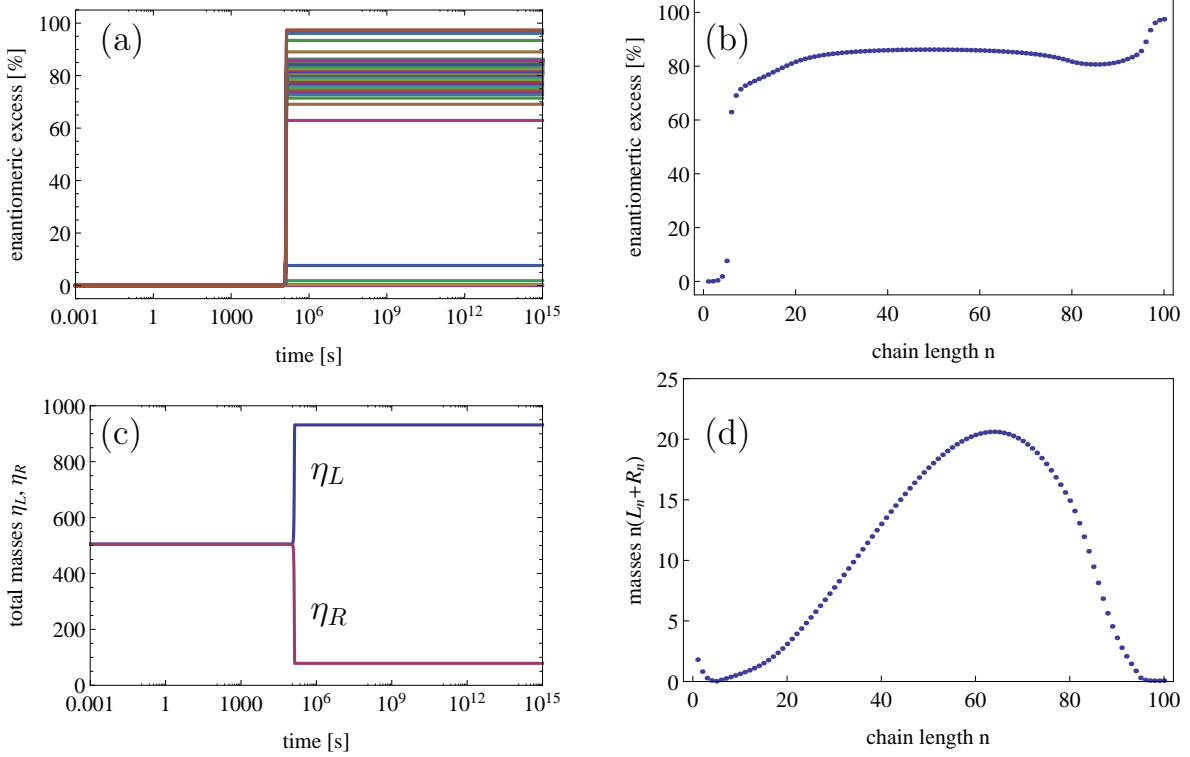 (a)
enantiomeric excess [%]
100
80
60
40
20
0
0.001 1 1000 10^6 10^9 10^12 10^15
time [s]
(b)
enantiomertic excess [%]
100
80
60
40
20
0
0 20 40 60 80 100
chain length n
(c)
total masses η_L, η_R
1000
800
600
400
200
0
η_L
η_R
0.001 1 1000 10^6 10^9 10^12 10^15
time [s]
(d)
masses n(L_n+R_n)
25
20
15
10
5
0
0 20 40 60 80 100
chain length n